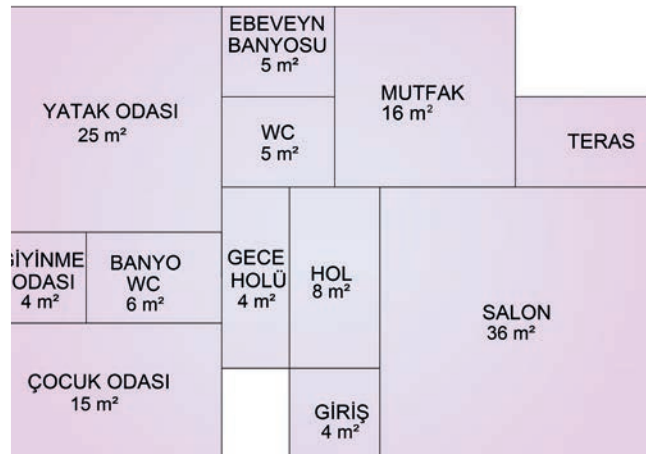 EBEVEYN
BANYOSU
5 m²
YATAK ODASI
25 m²
MUTFAK
16 m²
WC
5 m²
TERAS
İYİNME
ODASI
4 m²
BANYO
WC
6 m²
GECE
HOLÜ
4 m²
HOL
8 m²
SALON
36 m²
ÇOCUK ODASI
15 m²
GİRİŞ
4 m²